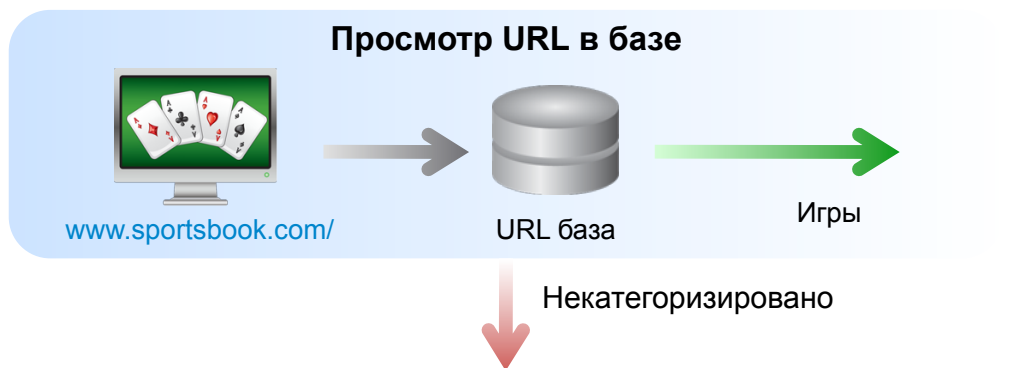 Просмотр URL в базе
www.sportsbook.com/
URL база
Игры
Некатегоризировано